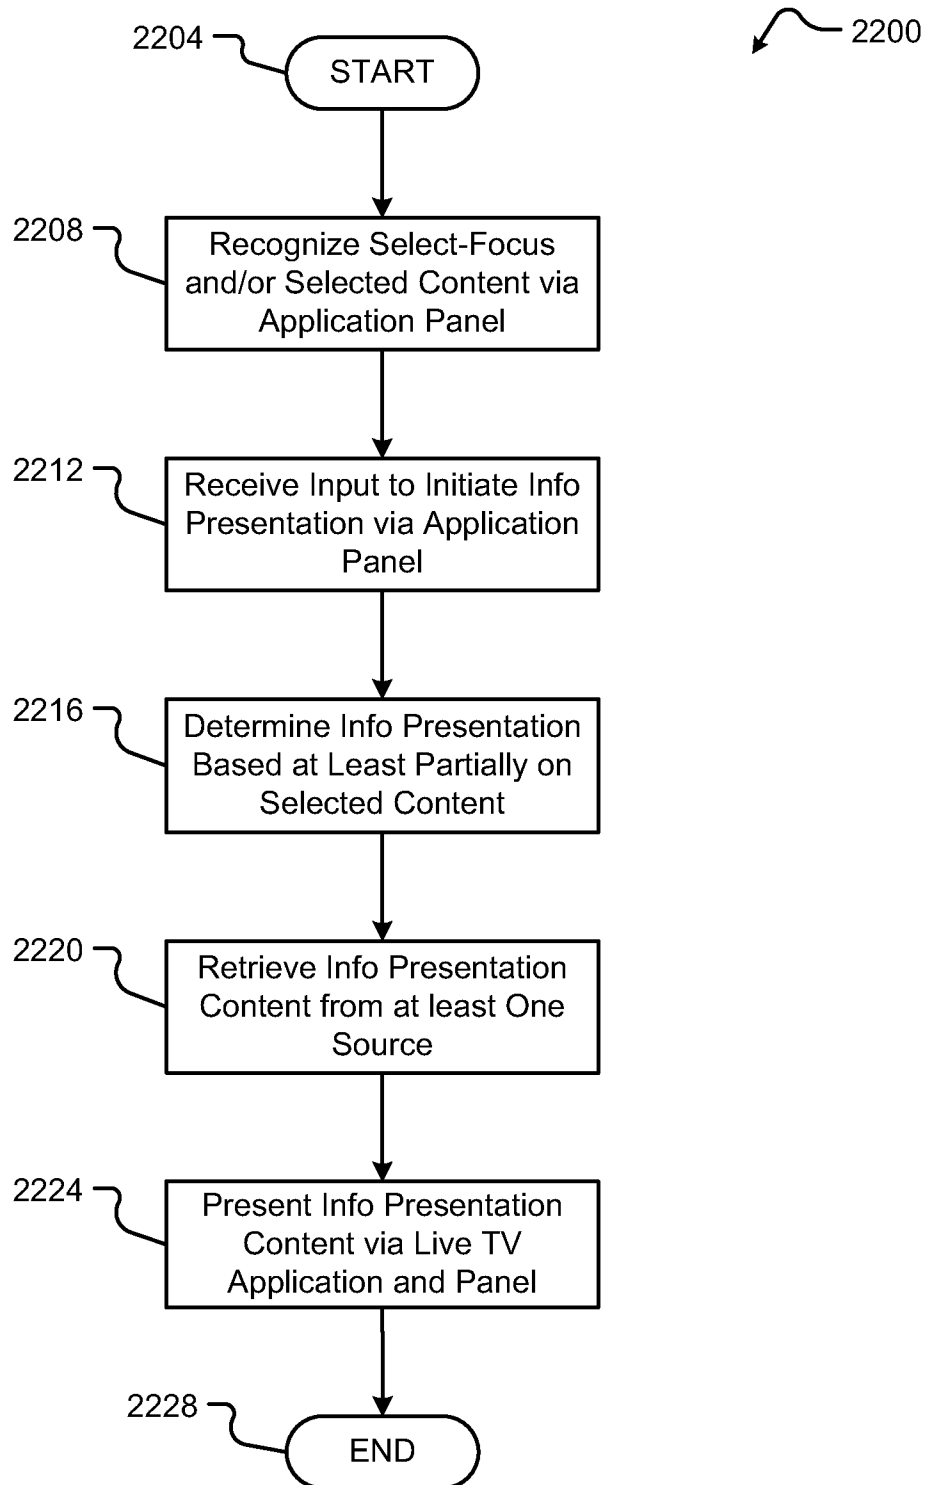 2204
START
2200
2208
Recognize Select-Focus
and/or Selected Content via
Application Panel
2212
Receive Input to Initiate Info
Presentation via Application
Panel
2216
Determine Info Presentation
Based at Least Partially on
Selected Content
2220
Retrieve Info Presentation
Content from at least One
Source
2224
Present Info Presentation
Content via Live TV
Application and Panel
2228
END